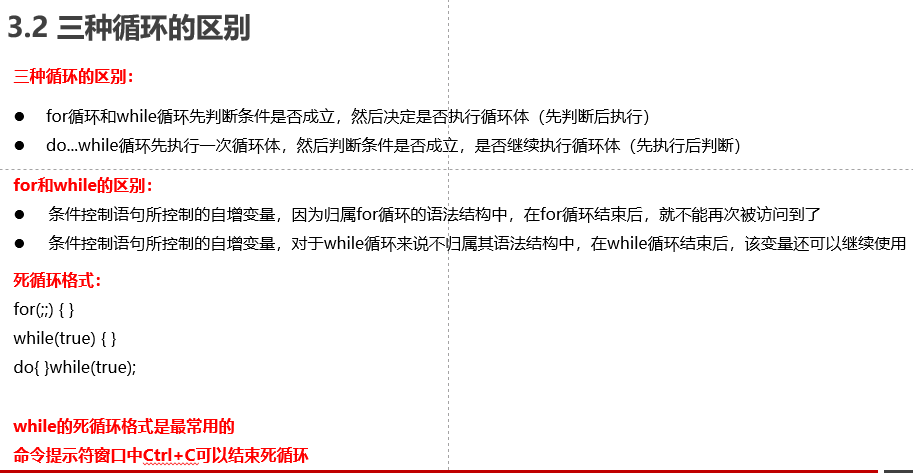 3.2 三种循环的区别
三种循环的区别：
● for循环和while循环先判断条件是否成立，然后决定是否执行循环体（先判断后执行）
● do...while循环先执行一次循环体，然后判断条件是否成立，是否继续执行循环体（先执行后判断）
for和while的区别：
● 条件控制语句所控制的自增变量，因为归属for循环的语法结构中，在for循环结束后，就不能再次被访问到了
● 条件控制语句所控制的自增变量，对于while循环来说不归属其语法结构中，在while循环结束后，该变量还可以继续使用
死循环格式：
for(;;) { }
while(true) { }
do{ }while(true);
while的死循环格式是最常用的
命令提示符窗口中Ctrl+C可以结束死循环